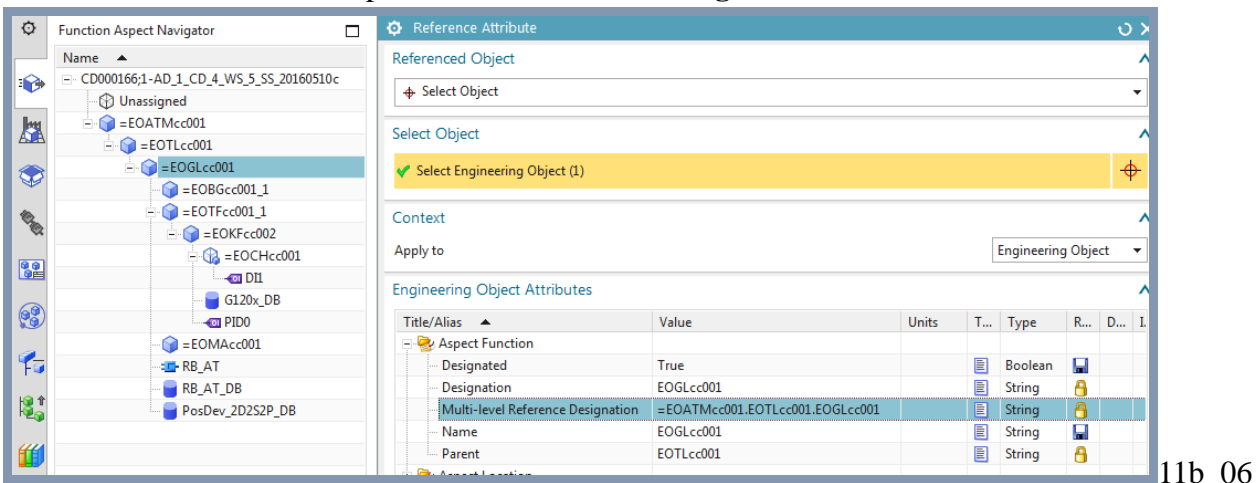 Function Aspect Navigator
Name
CD000166;1-AD_1_CD_4_WS_5_SS_20160510c
Unassigned
=EOATMcc001
=EOTLcc001
=EOGLcc001
=EOBGcc001_1
=EOTFcc001_1
=EOKFcc002
=EOCHcc001
DI1
G120x_DB
PID0
=EOMAcc001
RB_AT
RB_AT_DB
PosDev_2D2S2P_DB
Reference Attribute
Referenced Object
Select Object
Select Object
Select Engineering Object (1)
Context
Apply to Engineering Object
Engineering Object Attributes
Title/Alias Value Units T... Type R... D... I.
Aspect Function
Designated True Boolean
Designation EOGLcc001 String
Multi-level Reference Designation =EOATMcc001.EOTLcc001.EOGLcc001 String
Name EOGLcc001 String
Parent EOTLcc001 String
11b_06